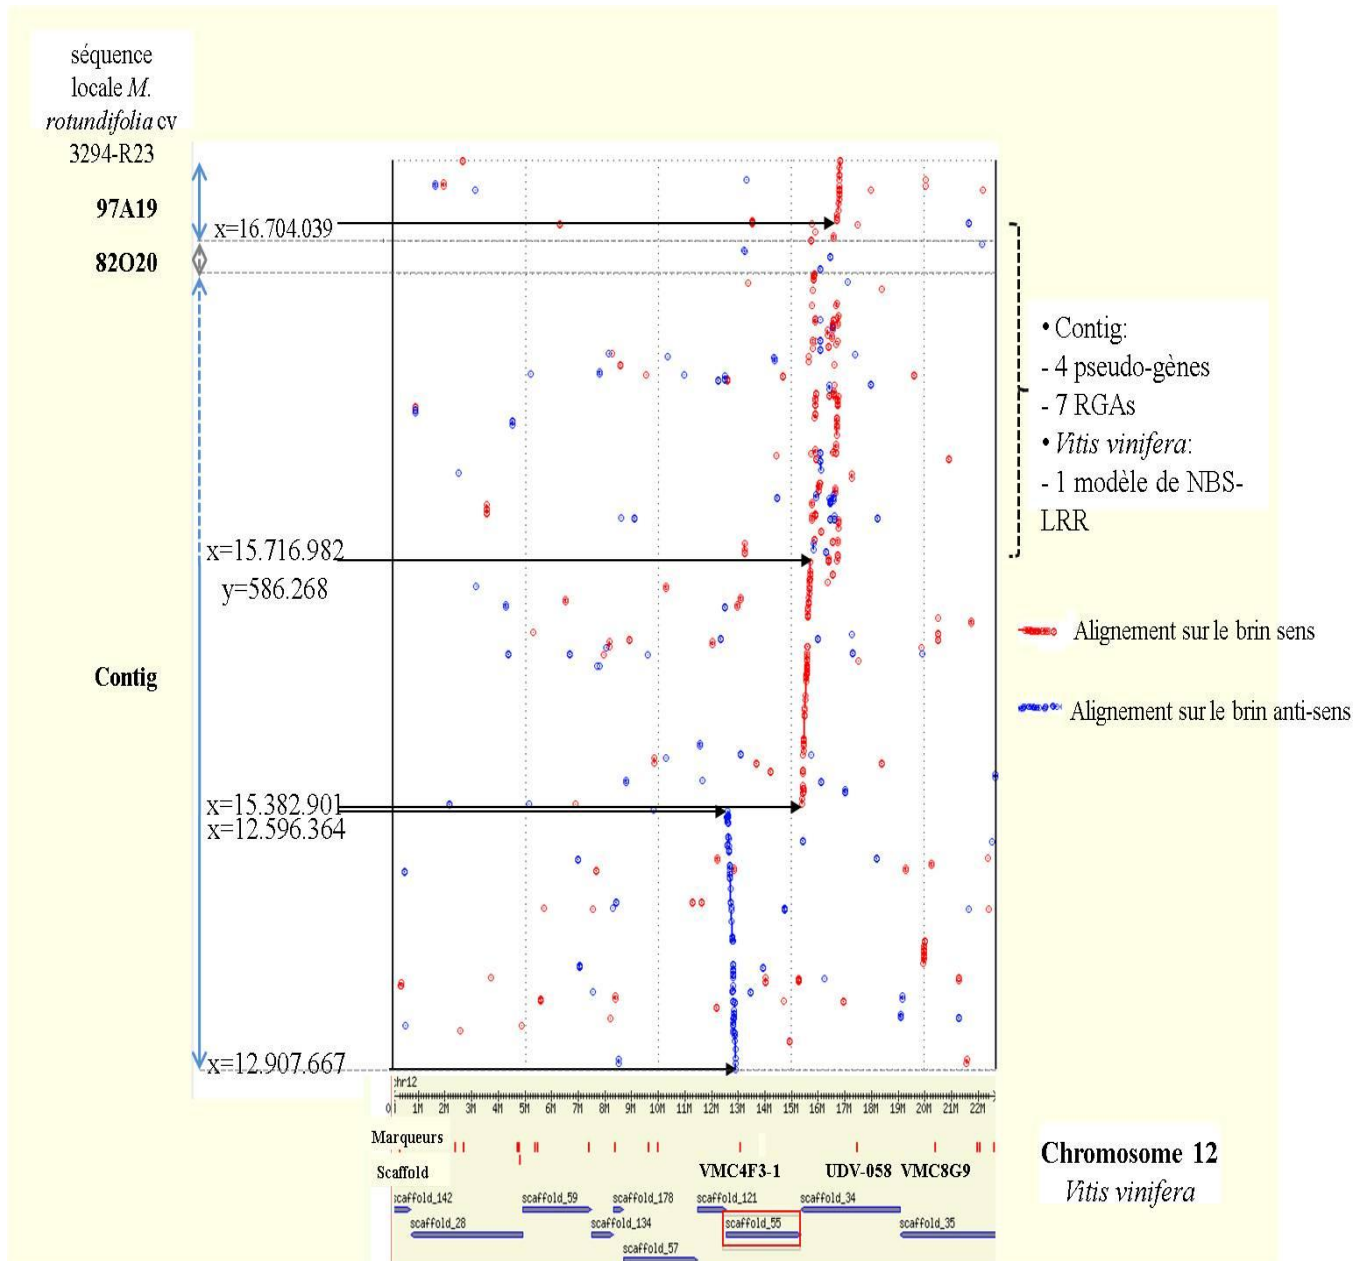 séquence
locale M.
rotundifolia cv
3294-R23
97A19
x=16.704.039
82O20
x=15.716.982
y=586.268
Contig
x=15.382.901
x=12.596.364
x=12.907.667
• Contig:
- 4 pseudo-gènes
- 7 RGAs
• Vitis vinifera:
- 1 modèle de NBS-
LRR
Alignement sur le brin sens
Alignement sur le brin anti-sens
chr12
0 1M 2M 3M 4M 5M 6M 7M 8M 9M 10M 11M 12M 13M 14M 15M 16M 17M 18M 19M 20M 21M 22M
Marqueurs
Scaffold VMC4F3-1 UDV-058 VMC8G9
scaffold_142 scaffold_59 scaffold_178 scaffold_121 scaffold_34
scaffold_28 scaffold_134 scaffold_55 scaffold_35
scaffold_57
Chromosome 12
Vitis vinifera